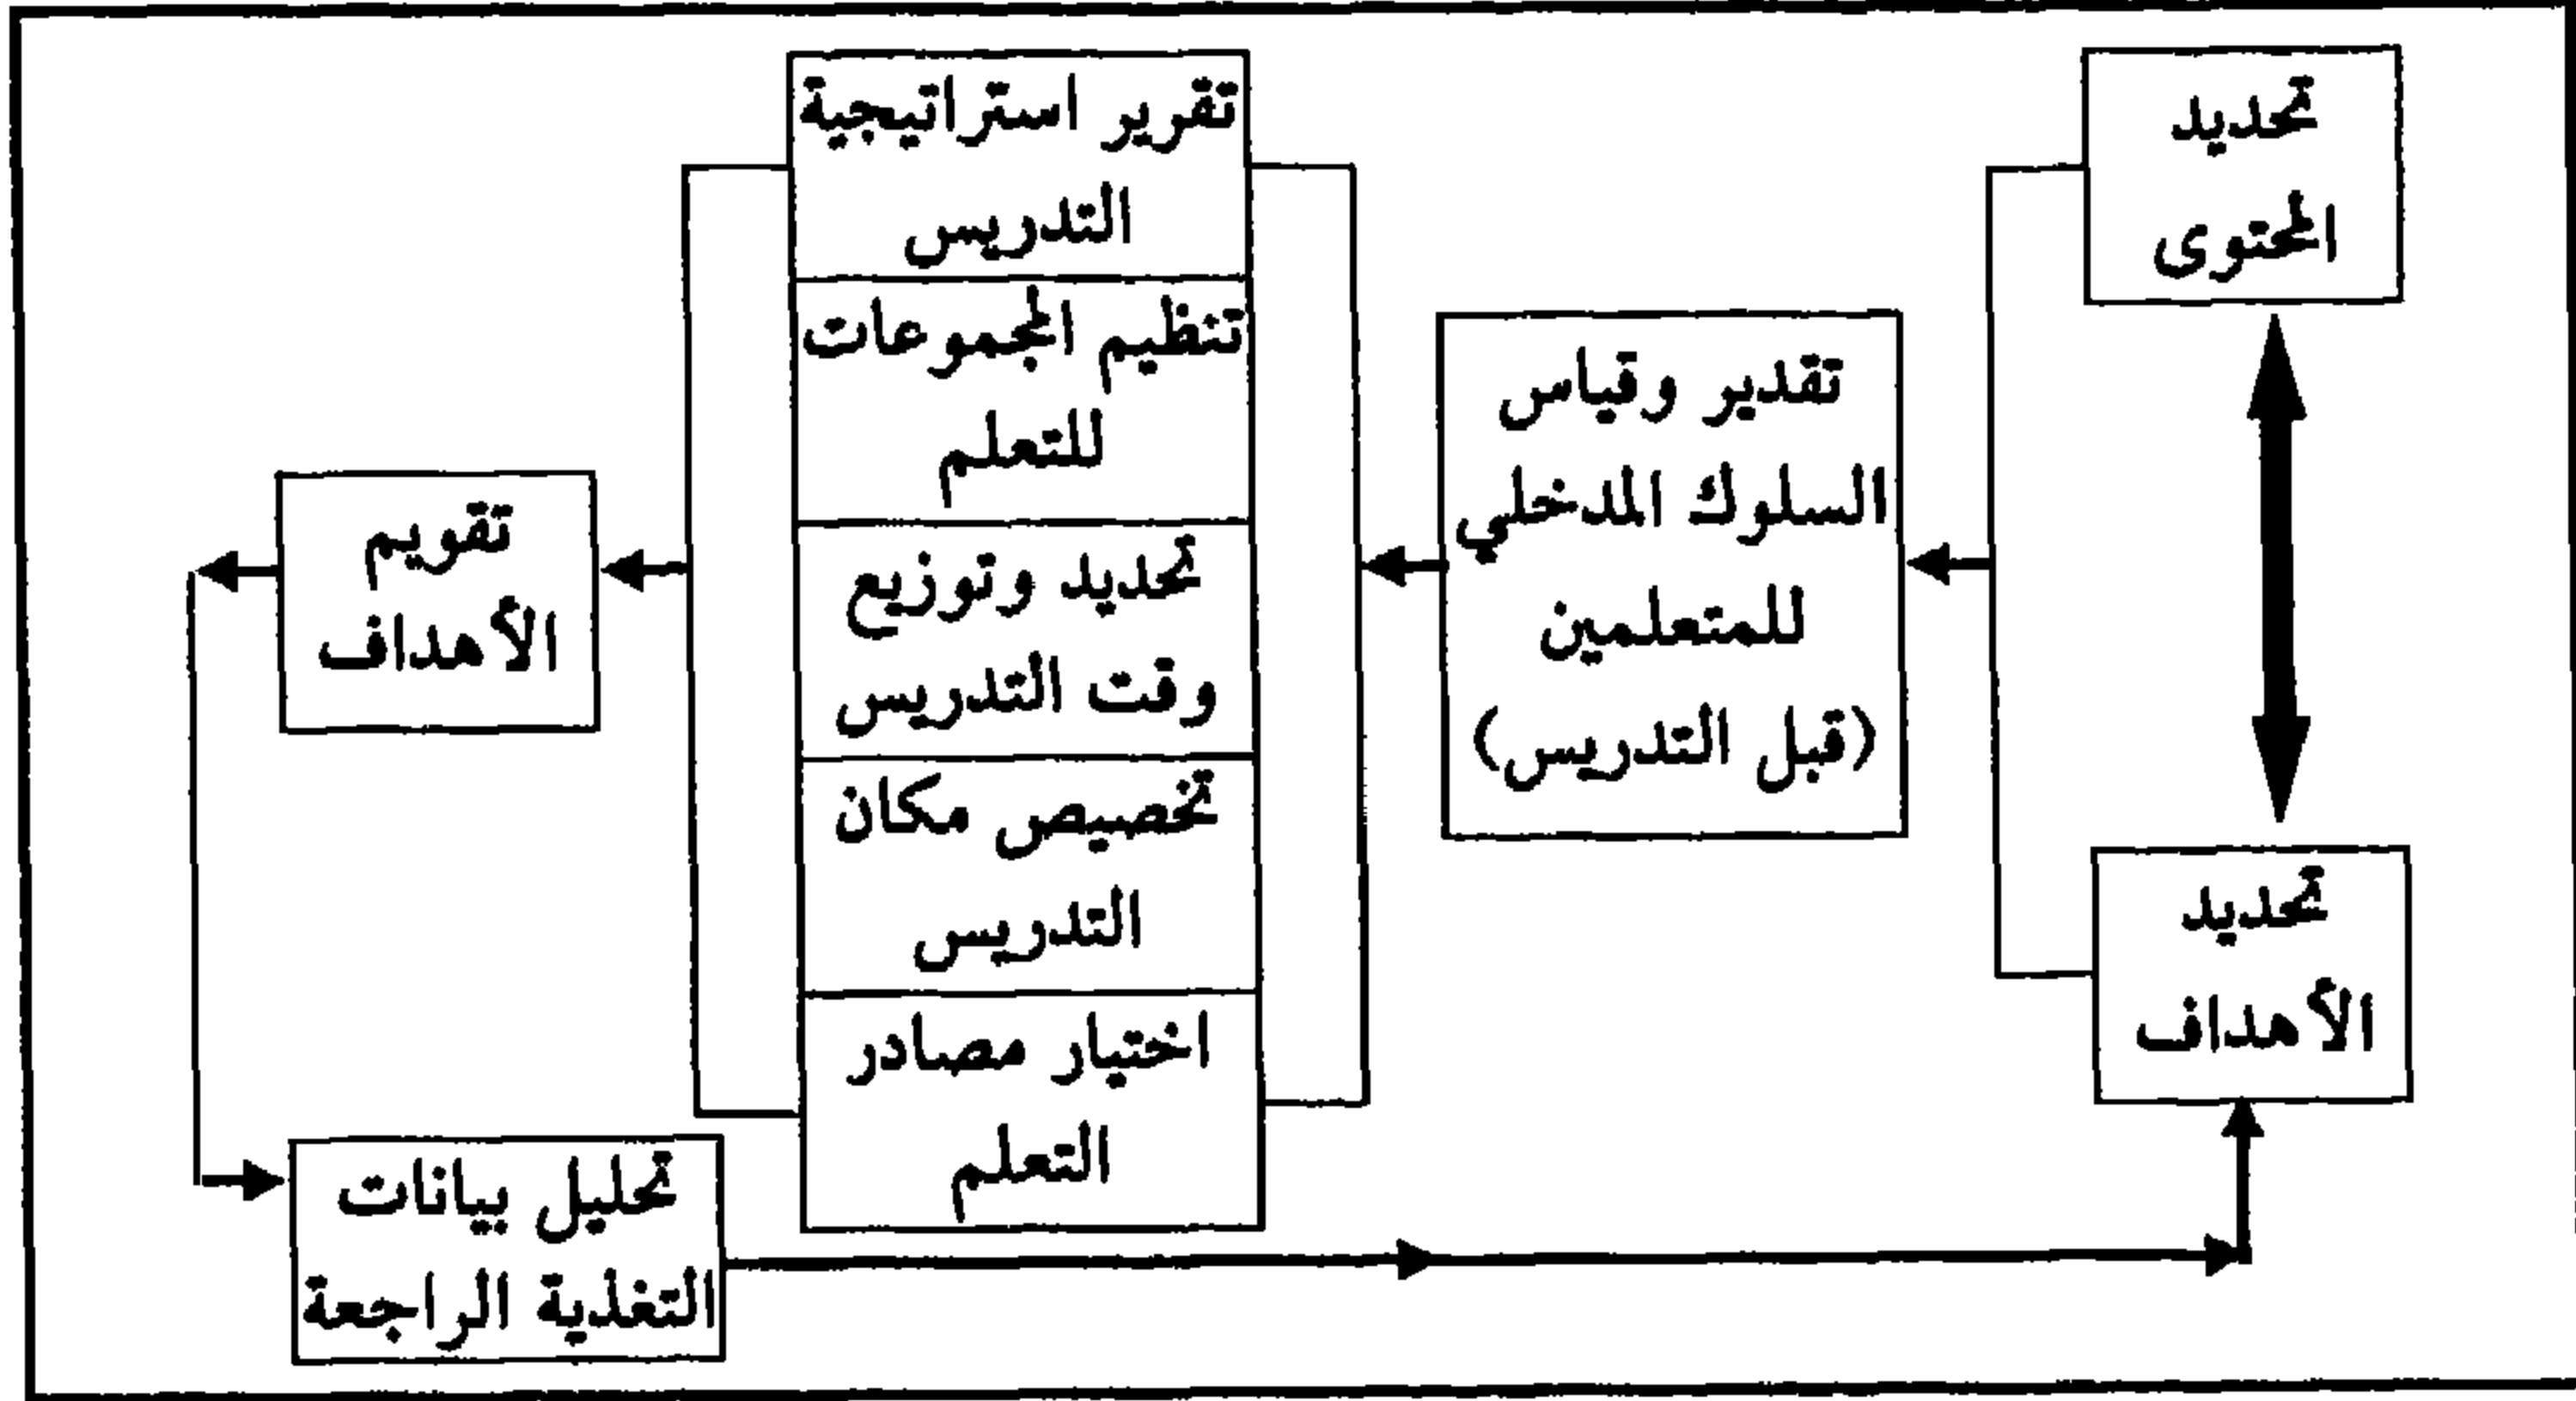 تحديد
المحتوى
تحديد
الأهداف
تقدير وقياس
السلوك المدخلي
للمتعلمين
(قبل التدريس)
تقرير استراتيجية
التدريس
تنظيم المجموعات
للتعلم
تحديد وتوزيع
وقت التدريس
تخصيص مكان
التدريس
اختيار مصادر
التعلم
تقويم
الأهداف
تحليل بيانات
التغذية الراجعة